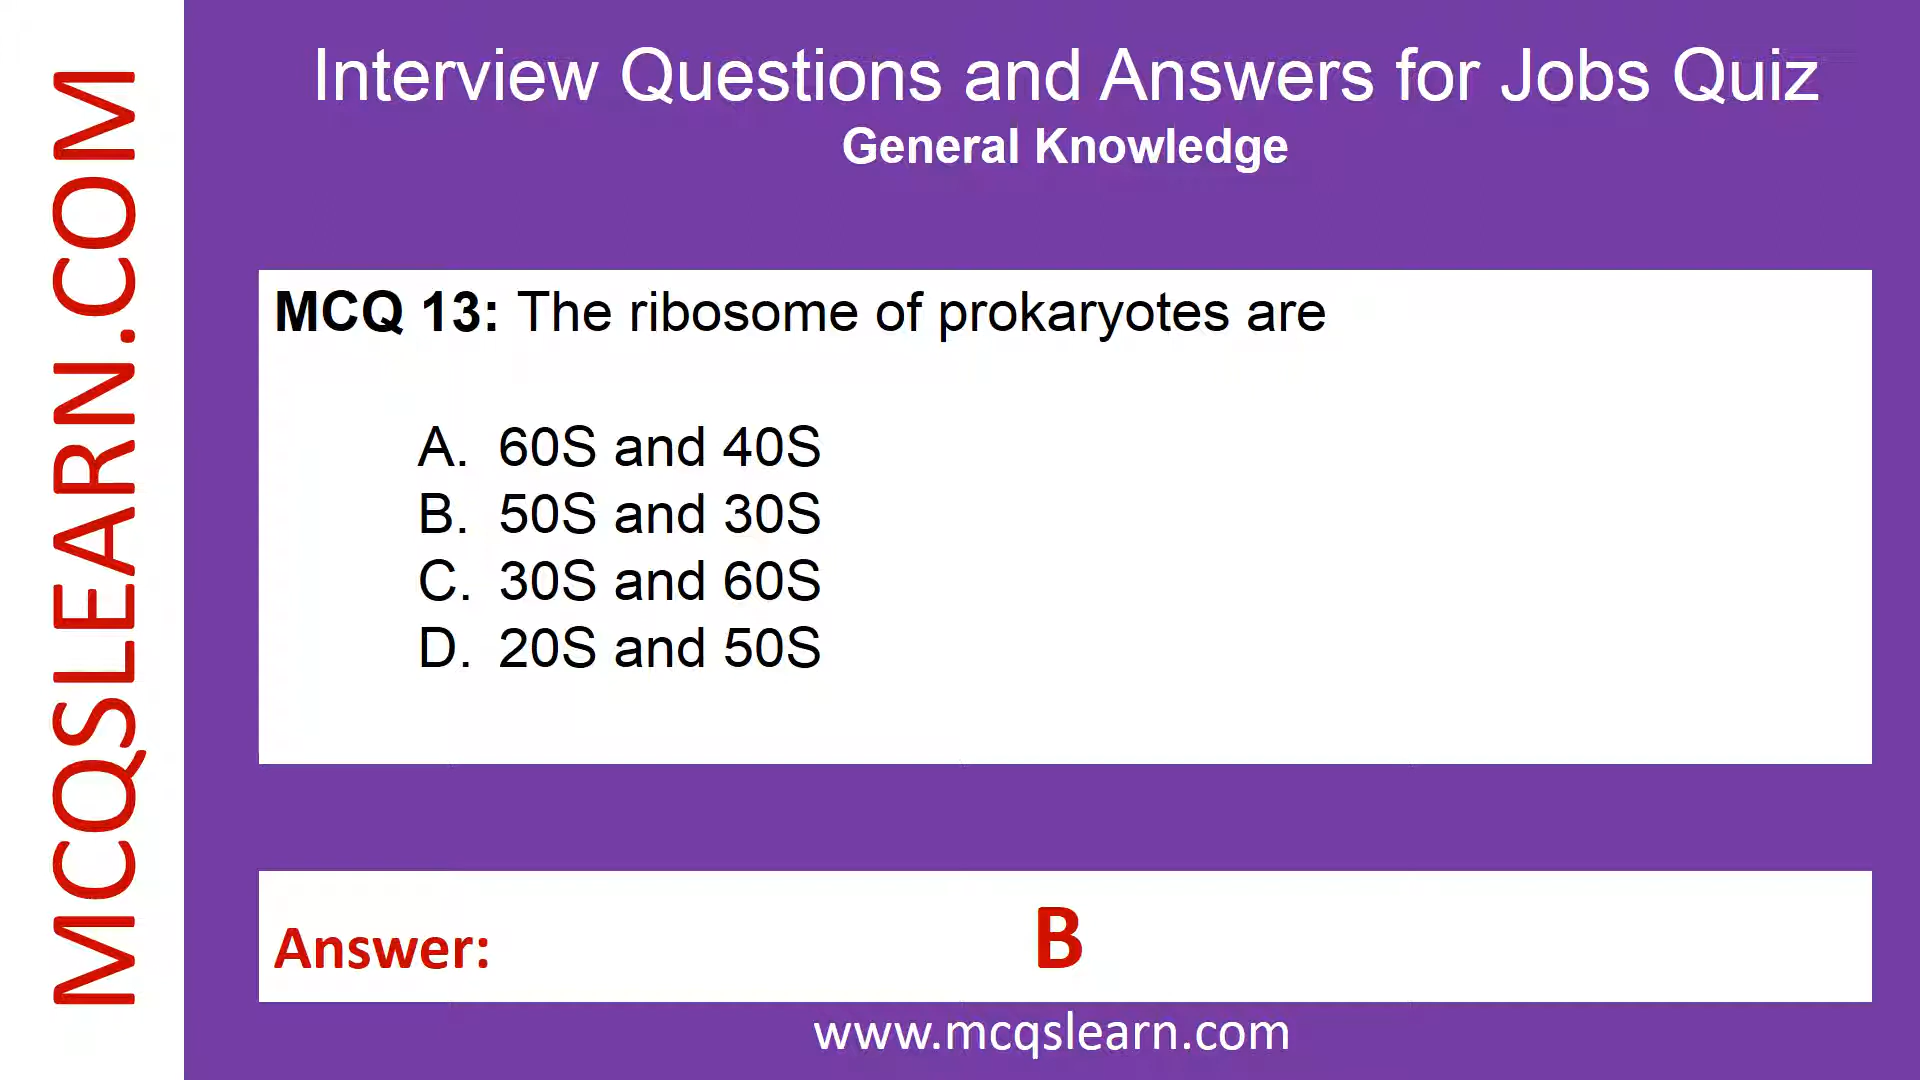 MCQSLEARN.COM
Interview Questions and Answers for Jobs Quiz
General Knowledge
MCQ 13: The ribosome of prokaryotes are
A. 60S and 40S
B. 50S and 30S
C. 30S and 60S
D. 20S and 50S
Answer: B
www.mcqslearn.com